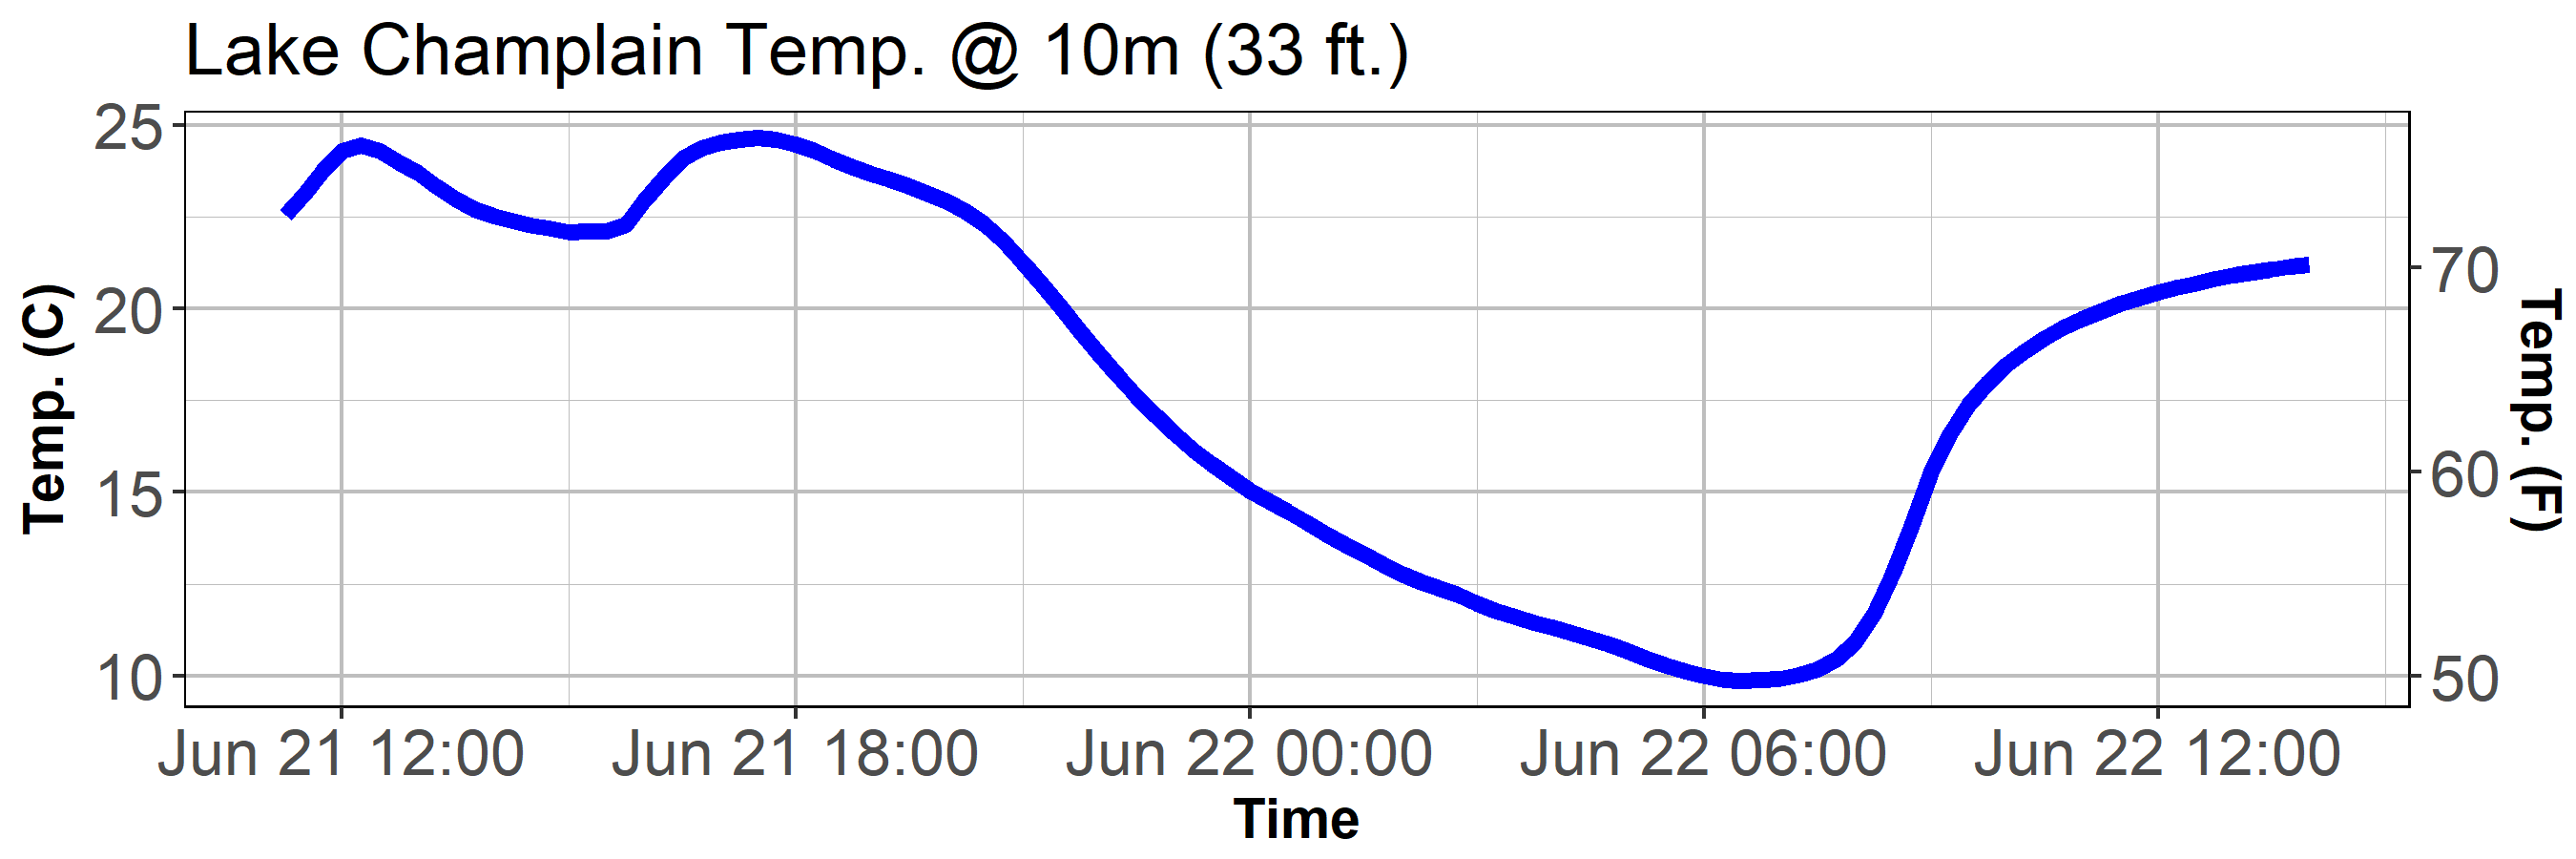 Lake Champlain Temp. @ 10m (33 ft.)
25
20
15
10
Temp. (C)
70
60
50
Temp. (F)
Jun 21 12:00 Jun 21 18:00 Jun 22 00:00 Jun 22 06:00 Jun 22 12:00
Time